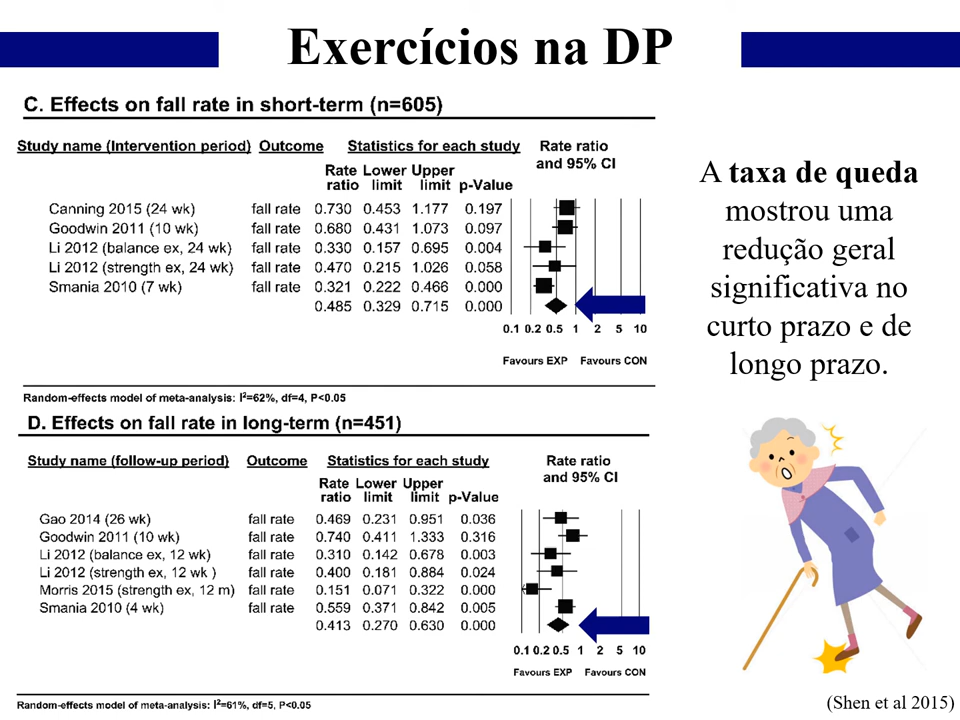 Exercícios na DP
C. Effects on fall rate in short-term (n=605)
Study name (Intervention period) Outcome Statistics for each study Rate ratio and 95% CI
Rate ratio Lower limit Upper limit p-Value
Canning 2015 (24 wk) fall rate 0.730 0.453 1.177 0.197
Goodwin 2011 (10 wk) fall rate 0.680 0.431 1.073 0.097
Li 2012 (balance ex, 24 wk) fall rate 0.330 0.157 0.695 0.004
Li 2012 (strength ex, 24 wk) fall rate 0.470 0.215 1.026 0.058
Smania 2010 (7 wk) fall rate 0.321 0.222 0.466 0.000
0.485 0.329 0.715 0.000
0.1 0.2 0.5 1 2 5 10
Favours EXP Favours CON
Random-effects model of meta-analysis: I²=62%, df=4, P<0.05
D. Effects on fall rate in long-term (n=451)
Study name (follow-up period) Outcome Statistics for each study Rate ratio and 95% CI
Rate ratio Lower limit Upper limit p-Value
Gao 2014 (26 wk) fall rate 0.469 0.231 0.951 0.036
Goodwin 2011 (10 wk) fall rate 0.740 0.411 1.333 0.316
Li 2012 (balance ex, 12 wk) fall rate 0.310 0.142 0.678 0.003
Li 2012 (strength ex, 12 wk ) fall rate 0.400 0.181 0.884 0.024
Morris 2015 (strength ex, 12 m) fall rate 0.151 0.071 0.322 0.000
Smania 2010 (4 wk) fall rate 0.559 0.371 0.842 0.005
0.413 0.270 0.630 0.000
0.1 0.2 0.5 1 2 5 10
Favours EXP Favours CON
Random-effects model of meta-analysis: I²=61%, df=5, P<0.05
A taxa de queda
mostrou uma
redução geral
significativa no
curto prazo e de
longo prazo.
(Shen et al 2015)